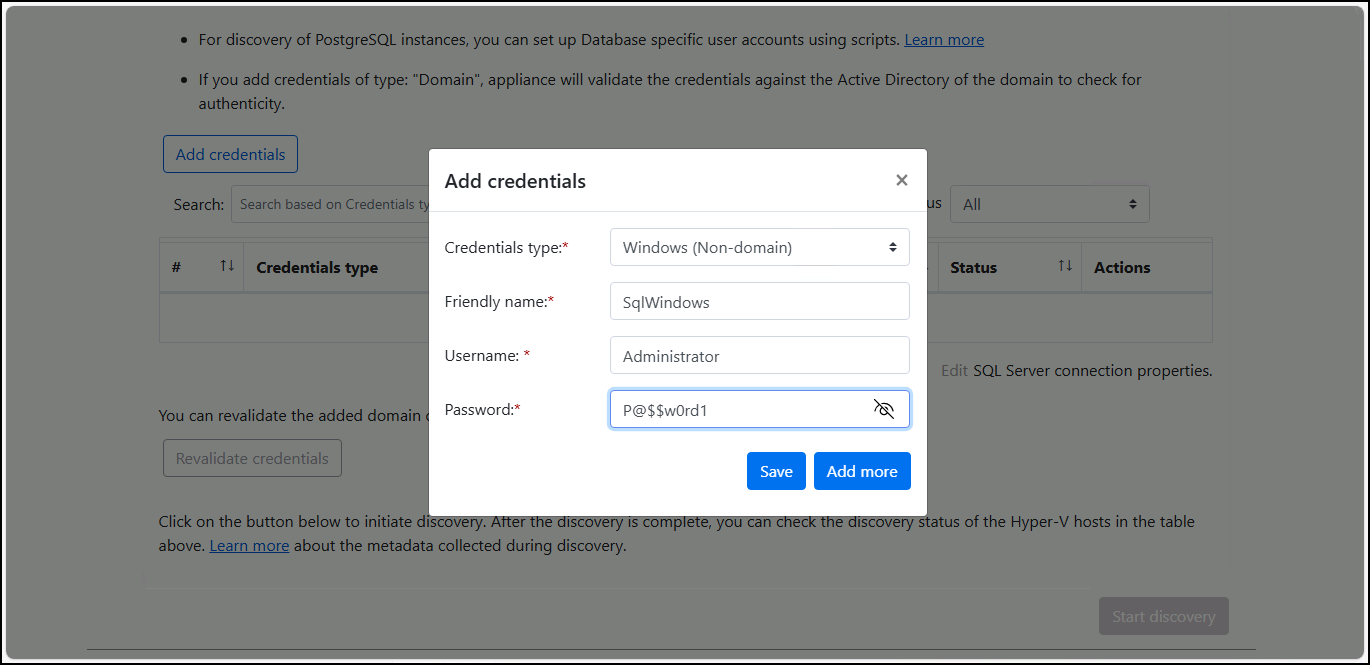 For discovery of PostgreSQL instances, you can set up Database specific user accounts using scripts. Learn more
If you add credentials of type: "Domain", appliance will validate the credentials against the Active Directory of the domain to check for
authenticity.
Add credentials
Add credentials
Search: Search based on Credentials ty
us All
Credentials type:* Windows (Non-domain)
# Credentials type
Status Actions
Friendly name:* SqlWindows
Username: * Administrator
Edit SQL Server connection properties.
Password:* P@$$w0rd1
You can revalidate the added domain
Revalidate credentials
Save Add more
Click on the button below to initiate discovery. After the discovery is complete, you can check the discovery status of the Hyper-V hosts in the table
above. Learn more about the metadata collected during discovery.
Start discovery